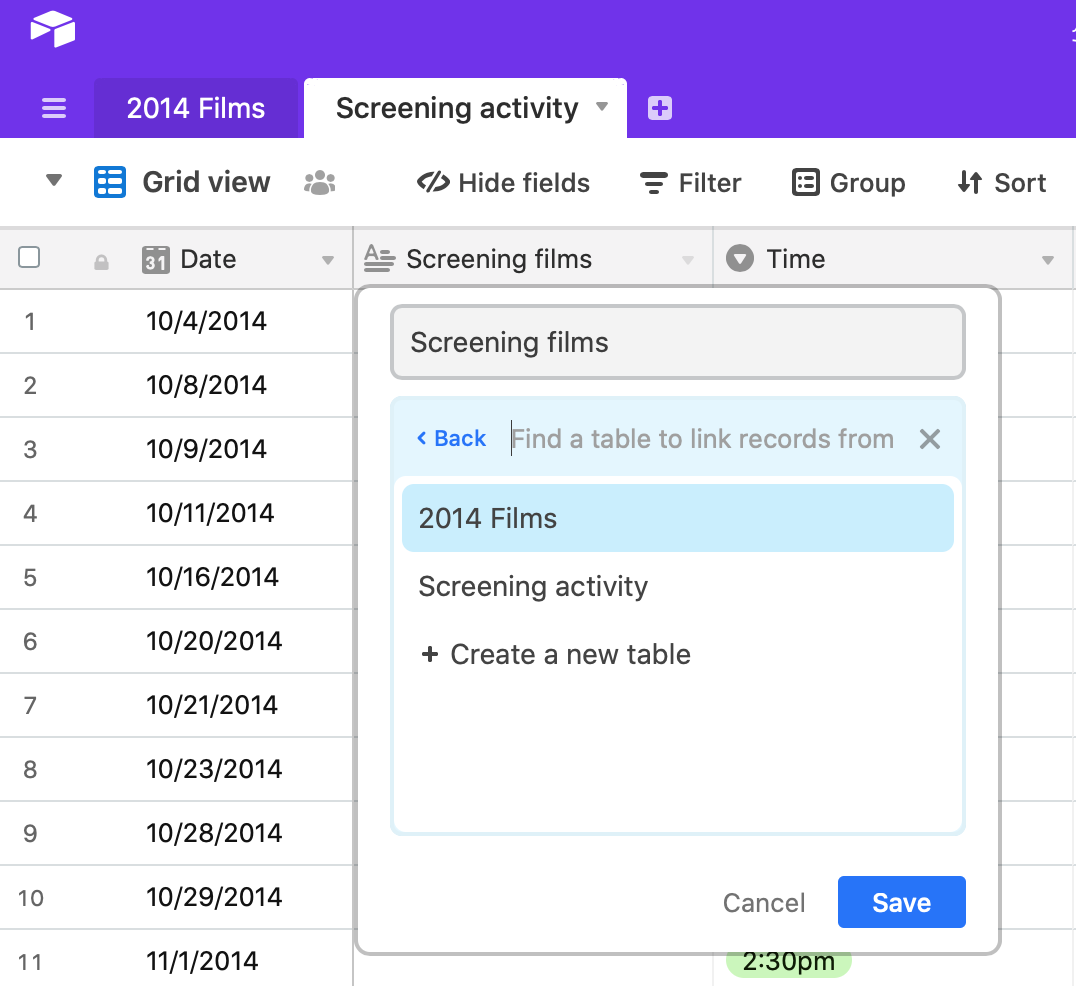 2014 Films
Screening activity
Grid view
Hide fields
Filter
Group
Sort
31 Date
A Screening films
Time
1 10/4/2014
2 10/8/2014
3 10/9/2014
4 10/11/2014
5 10/16/2014
6 10/20/2014
7 10/21/2014
8 10/23/2014
9 10/28/2014
10 10/29/2014
11 11/1/2014
2:30pm
Screening films
Back
Find a table to link records from
2014 Films
Screening activity
+ Create a new table
Cancel
Save